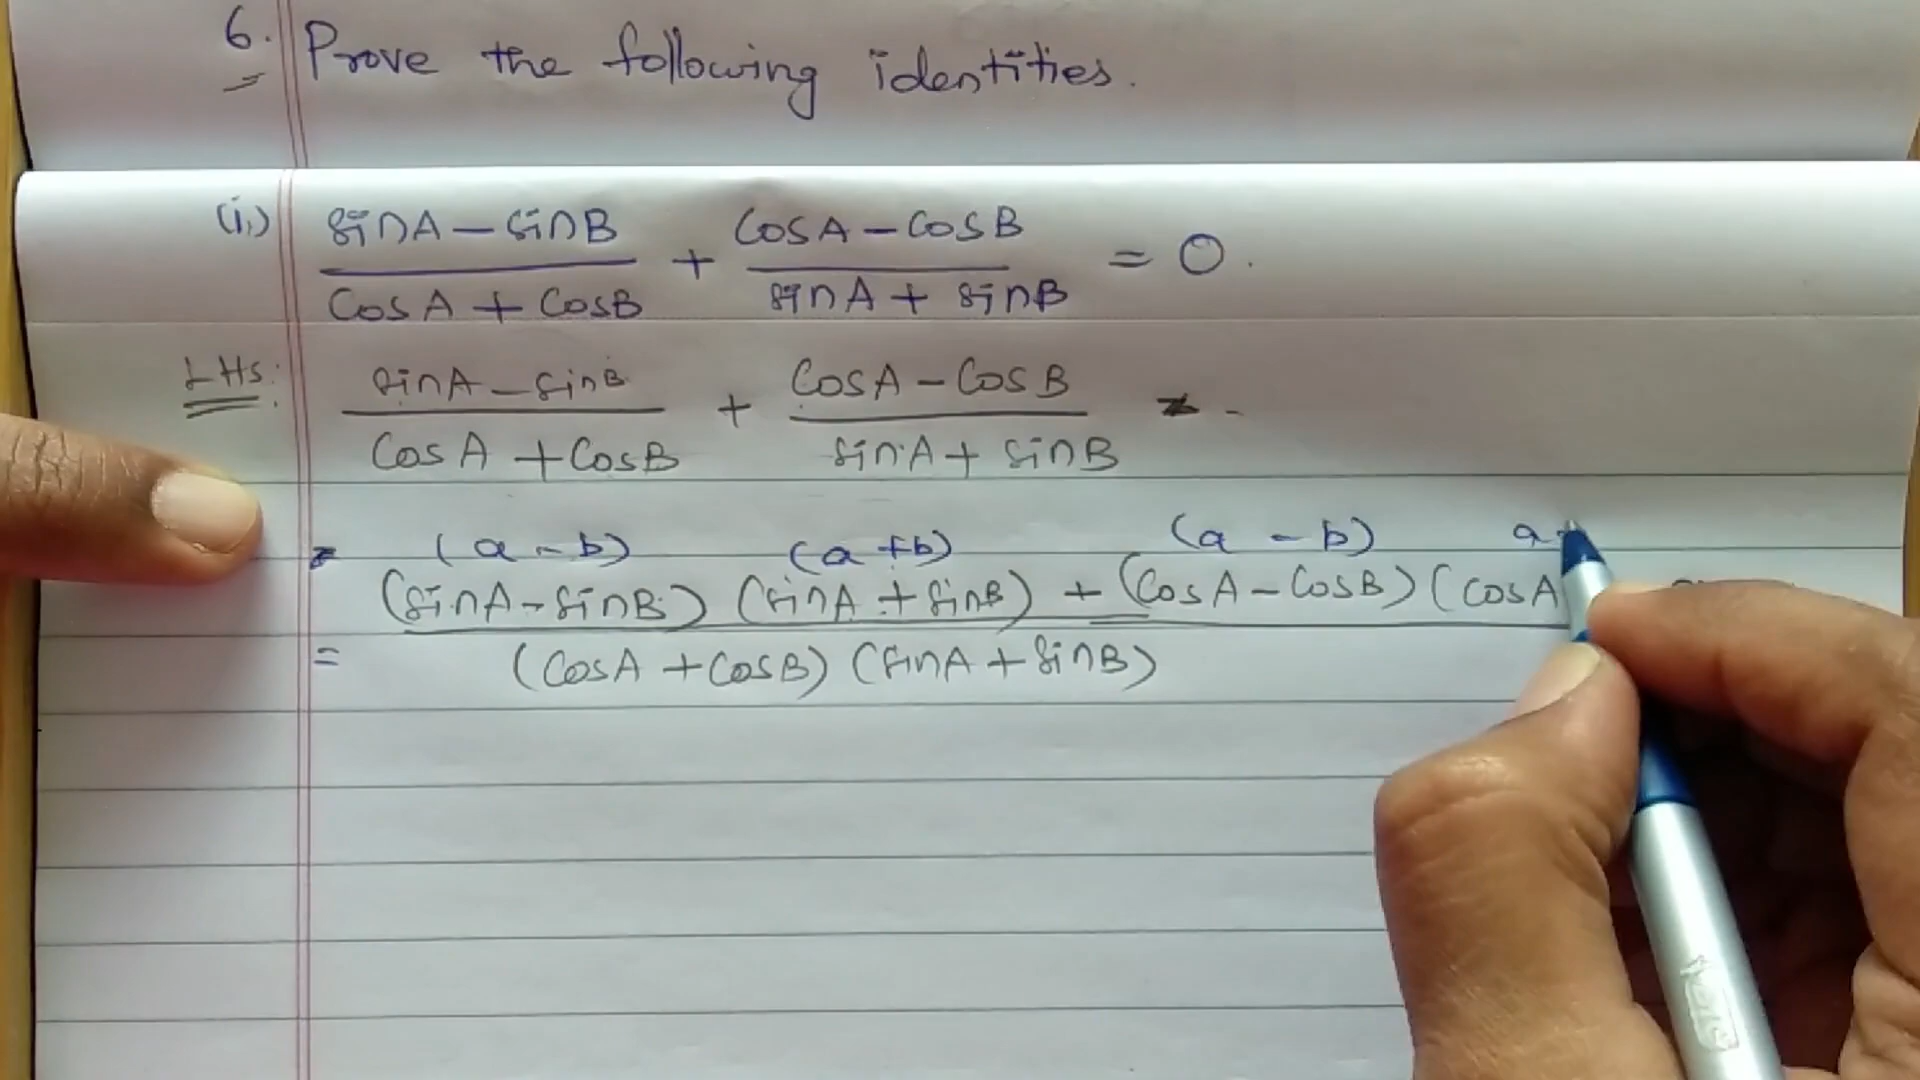 6. Prove the following identities.
(i) sinA - sinB / cosA + cosB + cosA - cosB / sinA + sinB = 0.
LHS: sinA - sinB / cosA + cosB + cosA - cosB / sinA + sinB
(a - b) (a + b) (a - b) a
= (sinA - sinB) (sinA + sinB) + (cosA - cosB) (cosA
(cosA + cosB) (sinA + sinB)